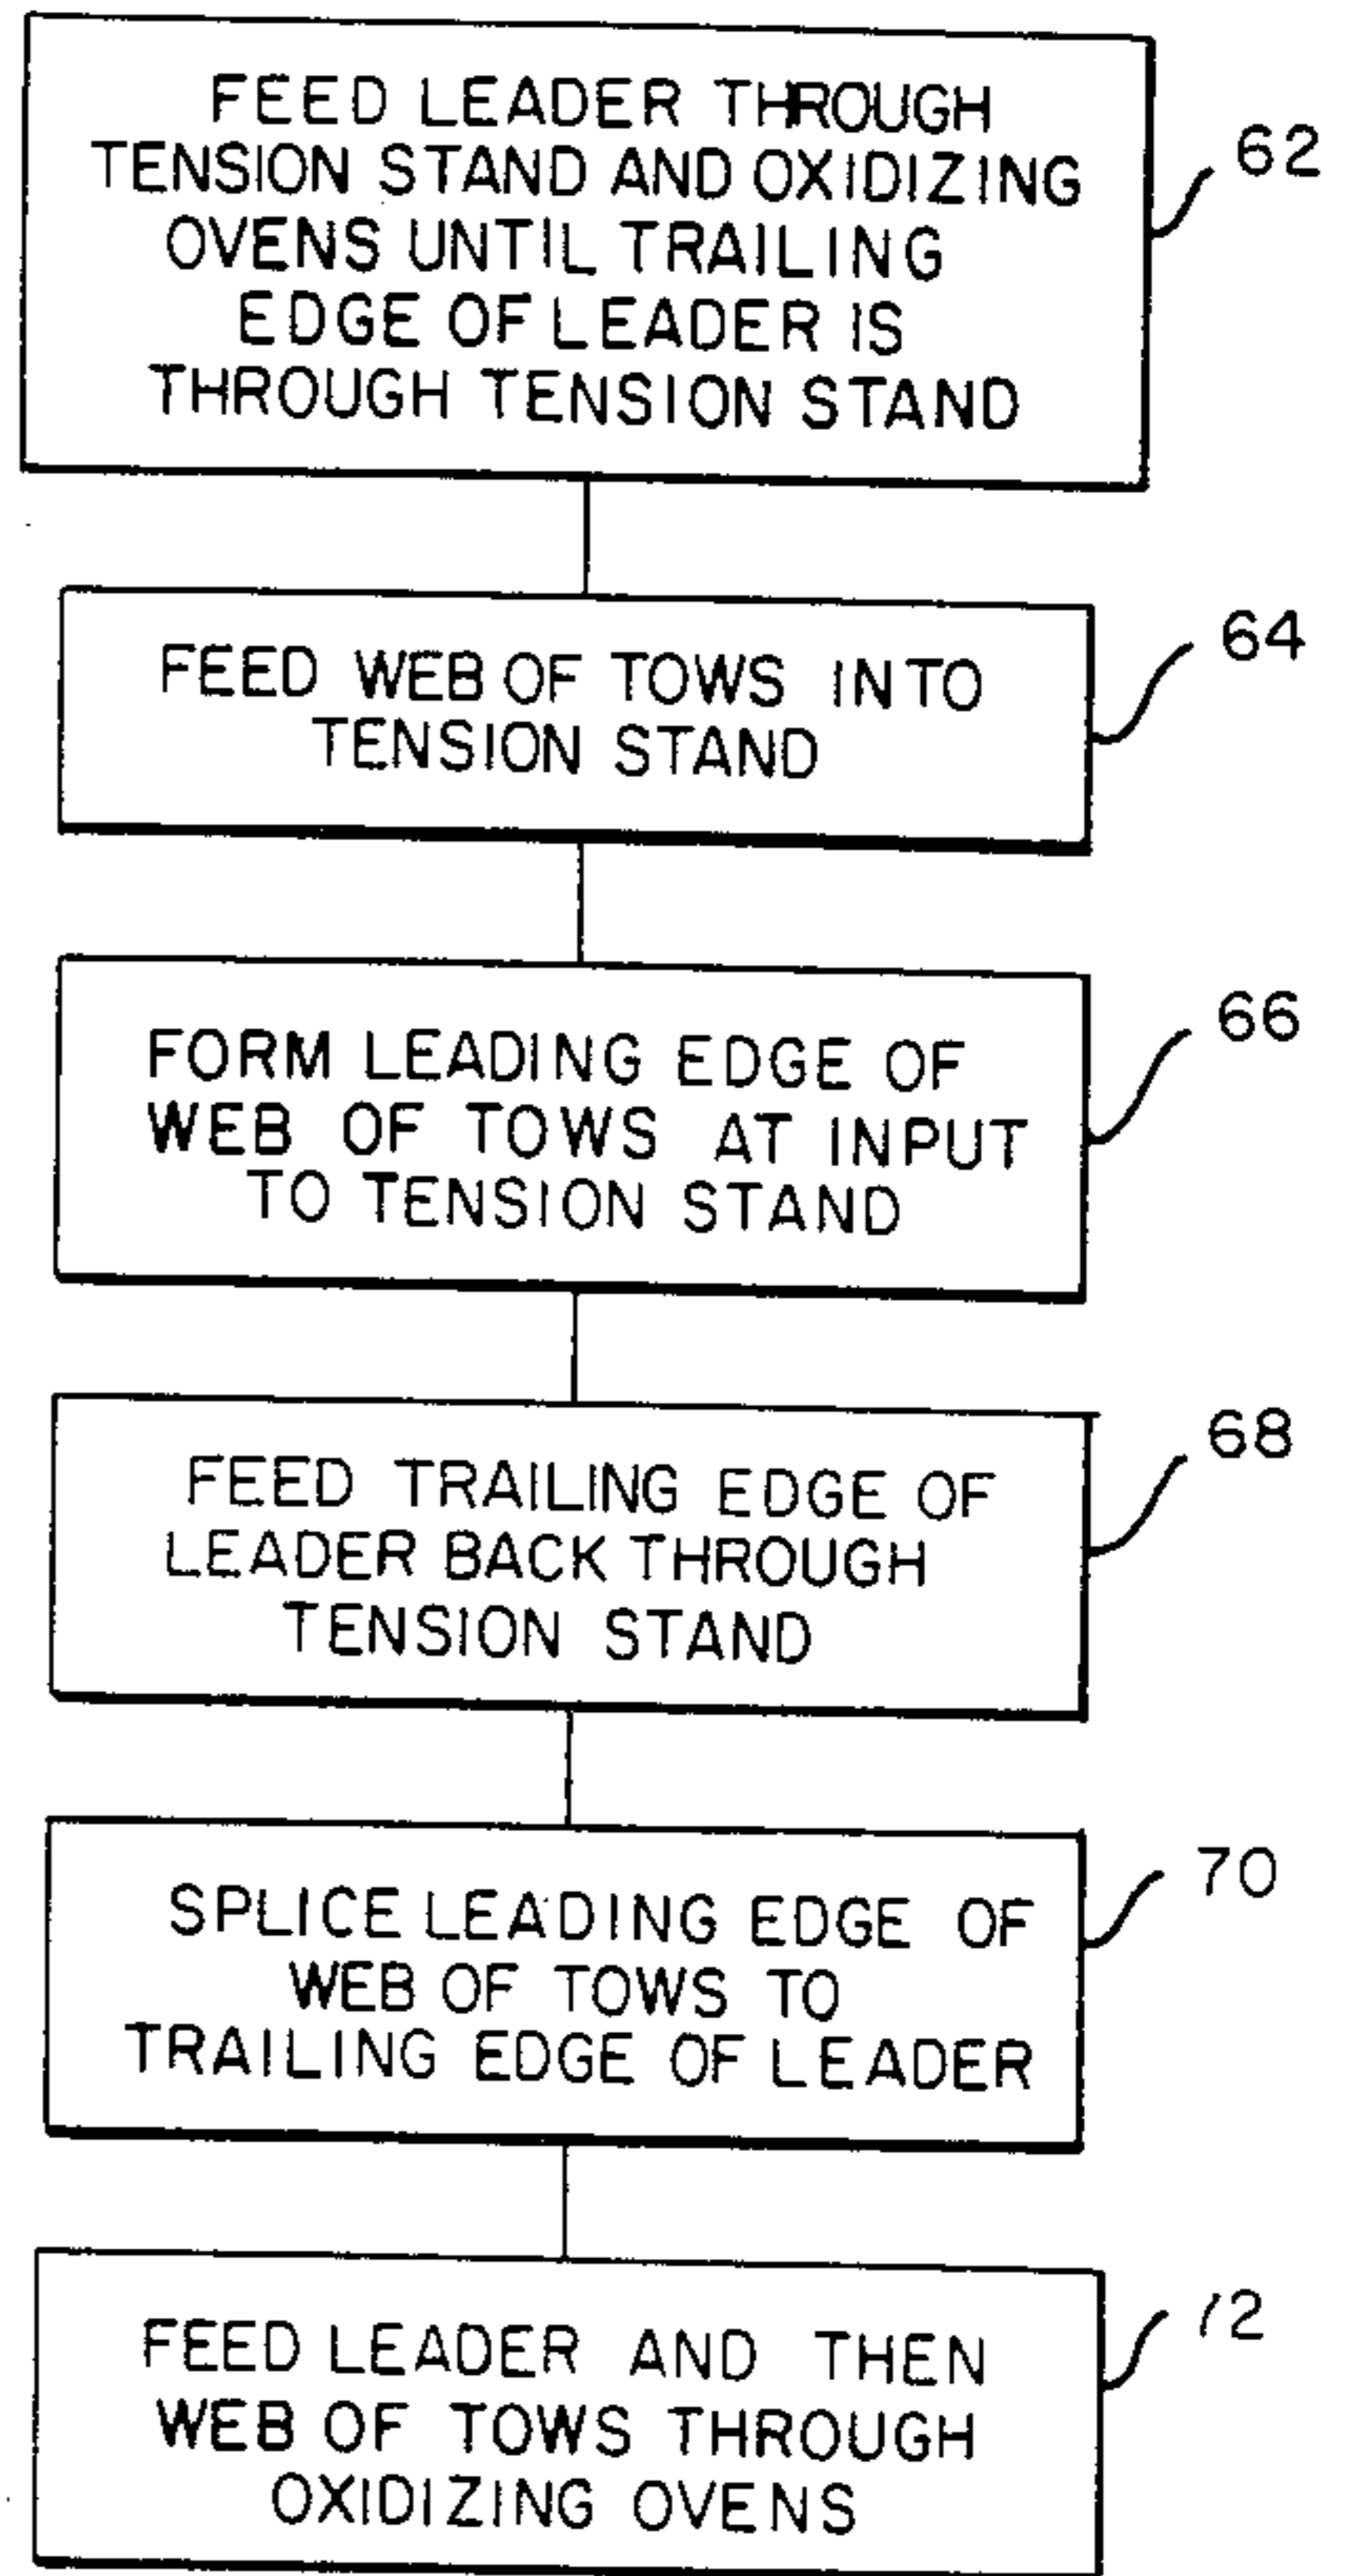 FEED LEADER THROUGH
TENSION STAND AND OXIDIZING
OVENS UNTIL TRAILING
EDGE OF LEADER IS
THROUGH TENSION STAND
62
FEED WEB OF TOWS INTO
TENSION STAND
64
FORM LEADING EDGE OF
WEB OF TOWS AT INPUT
TO TENSION STAND
66
FEED TRAILING EDGE OF
LEADER BACK THROUGH
TENSION STAND
68
SPLICE LEADING EDGE OF
WEB OF TOWS TO
TRAILING EDGE OF LEADER
70
FEED LEADER AND THEN
WEB OF TOWS THROUGH
OXIDIZING OVENS
72